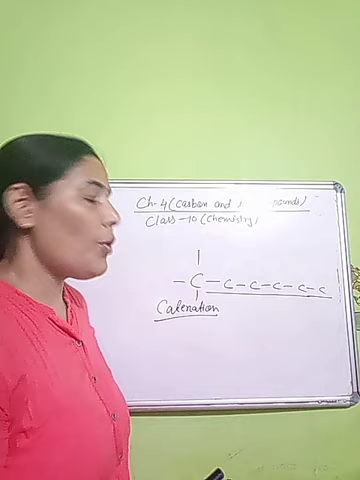 Ch-4 (Carbon and pounds)
Class-10 (Chemistry)
- C - C - C - C - C - C
Catenation